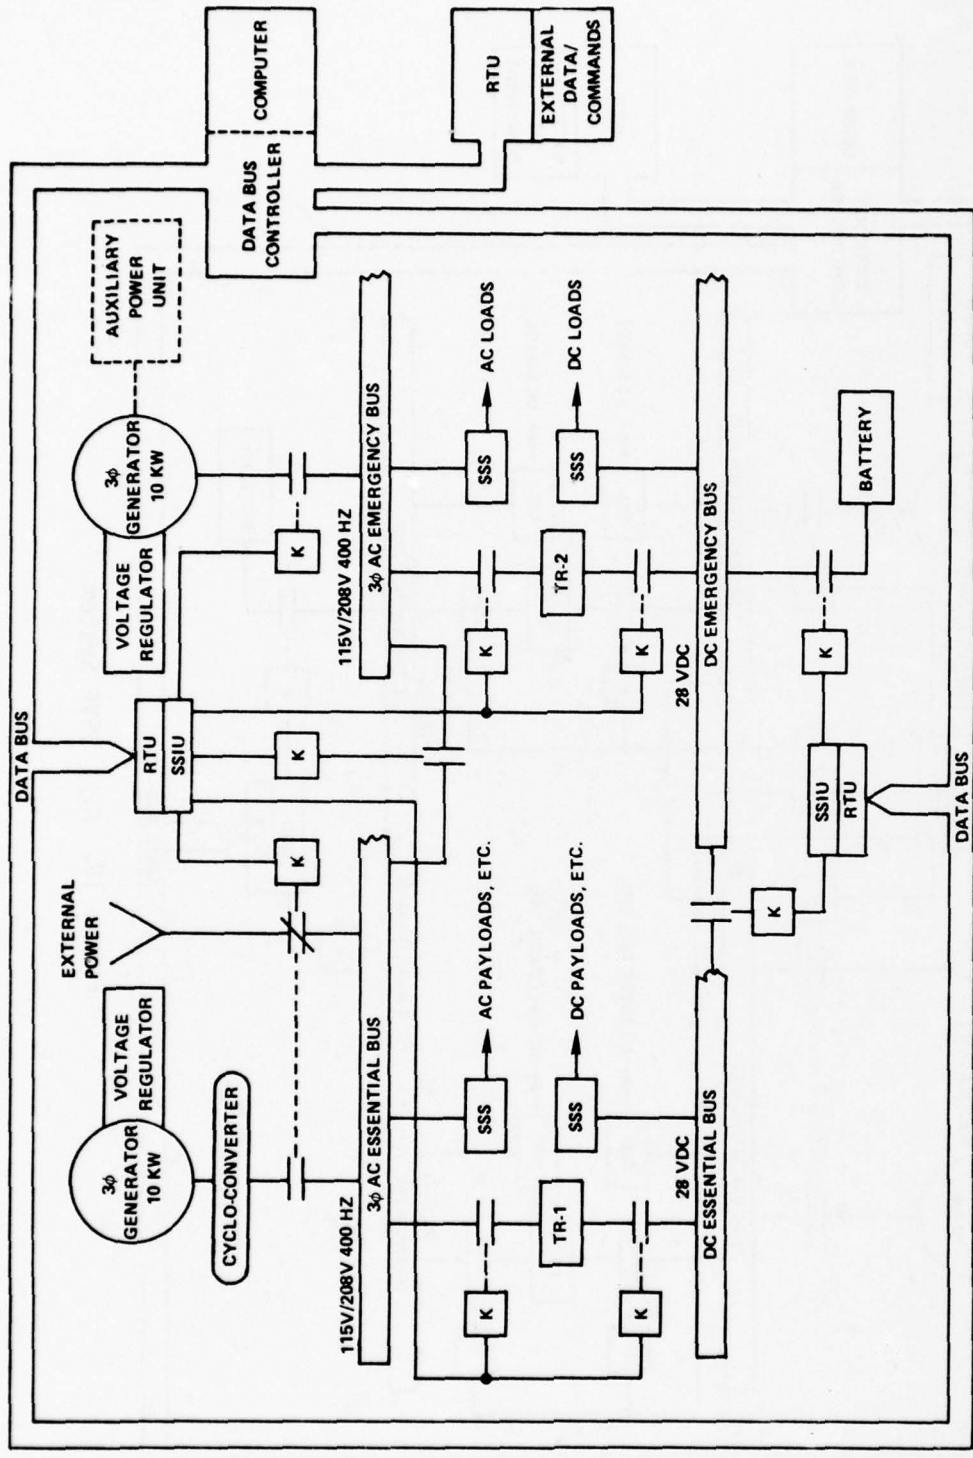 DATA BUS
3ϕ
GENERATOR
10 KW
VOLTAGE
REGULATOR
CYCLO-CONVERTER
EXTERNAL
POWER
K
RTU
SSIU
K
VOLTAGE
REGULATOR
3ϕ
GENERATOR
10 KW
K
AUXILIARY
POWER
UNIT
DATA BUS
CONTROLLER
COMPUTER
RTU
EXTERNAL
DATA/
COMMANDS
115V/208V 400 HZ
3ϕ AC ESSENTIAL BUS
115V/208V 400 HZ
3ϕ AC EMERGENCY BUS
K
SSS
AC PAYLOADS, ETC.
K
SSS
AC LOADS
TR-1
SSS
DC PAYLOADS, ETC.
TR-2
SSS
DC LOADS
K
K
28 VDC
DC ESSENTIAL BUS
28 VDC
DC EMERGENCY BUS
K
SSIU
RTU
K
BATTERY
DATA BUS